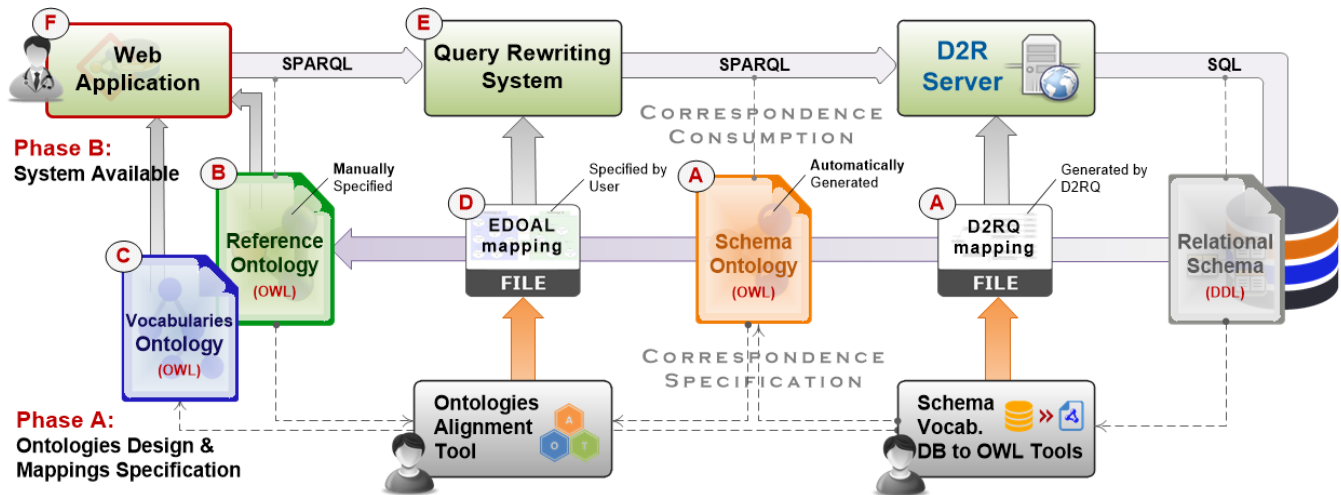 F
Web
Application
SPARQL
E
Query Rewriting
System
SPARQL
D2R
Server
SQL
CORRESPONDENCE
CONSUMPTION
Phase B:
System Available
B
Manually
Specified
Reference
Ontology
(OWL)
C
Vocabularies
Ontology
(OWL)
D
Specified by
User
EDOAL
mapping
FILE
A
Automatically
Generated
Schema
Ontology
(OWL)
A
Generated by
D2RQ
D2RQ
mapping
FILE
Relational
Schema
(DDL)
CORRESPONDENCE
SPECIFICATION
Phase A:
Ontologies Design &
Mappings Specification
Ontologies
Alignment
Tool
A
O
T
Schema
Vocab.
DB to OWL Tools